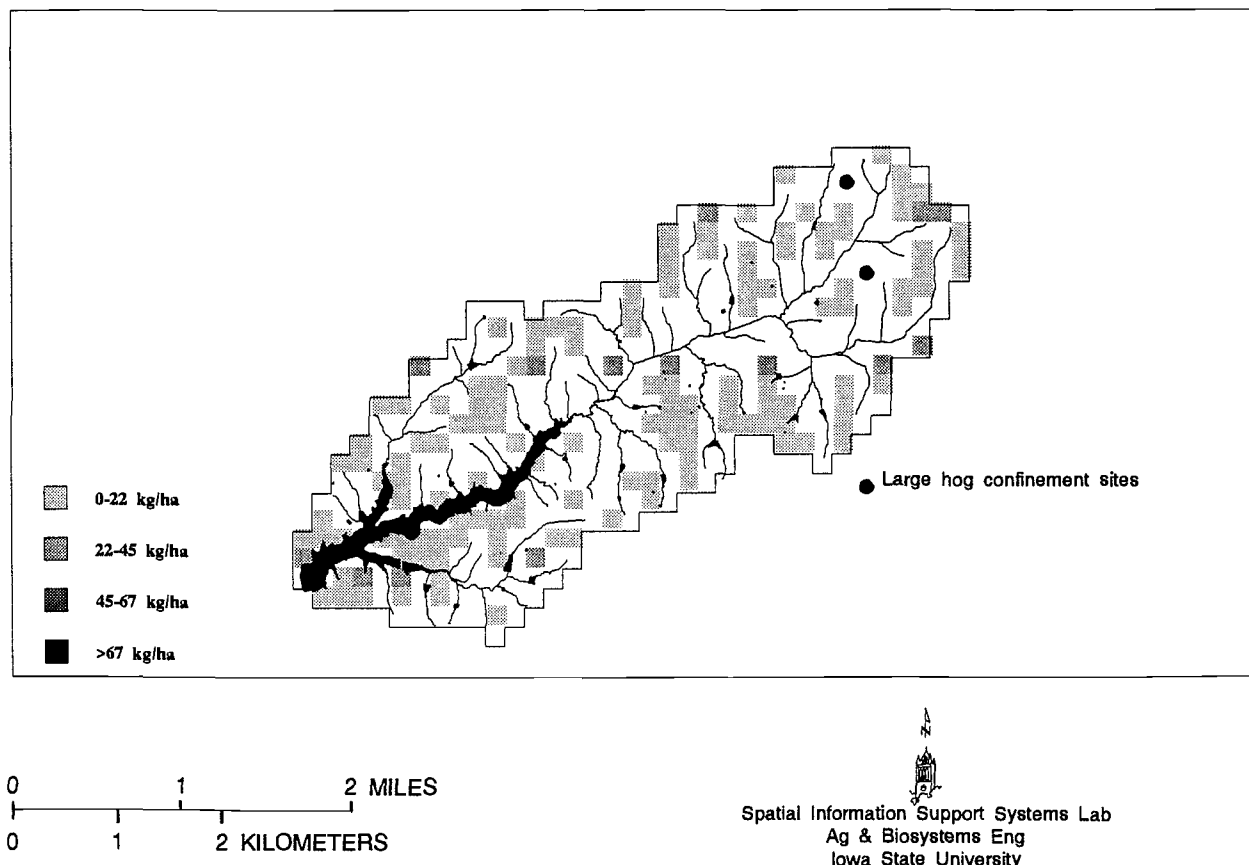 0-22 kg/ha
22-45 kg/ha
45-67 kg/ha
>67 kg/ha
Large hog confinement sites
0 1 2 MILES
0 1 2 KILOMETERS
N
Spatial Information Support Systems Lab
Ag & Biosystems Eng
Iowa State University